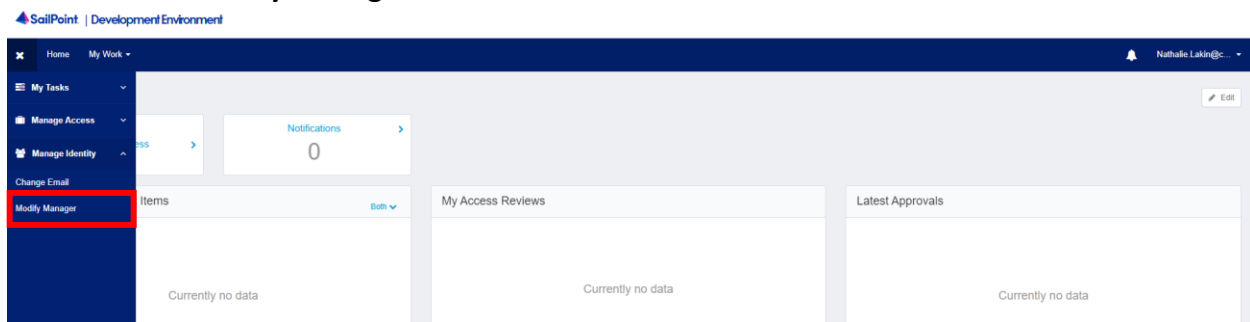 SailPoint | Development Environment
Home My Work
Nathalie.Lakin@c...
My Tasks
Edit
Manage Access
Notifications
ess
0
Manage Identity
Change Email
Modify Manager
Items
Both
My Access Reviews
Latest Approvals
Currently no data
Currently no data
Currently no data